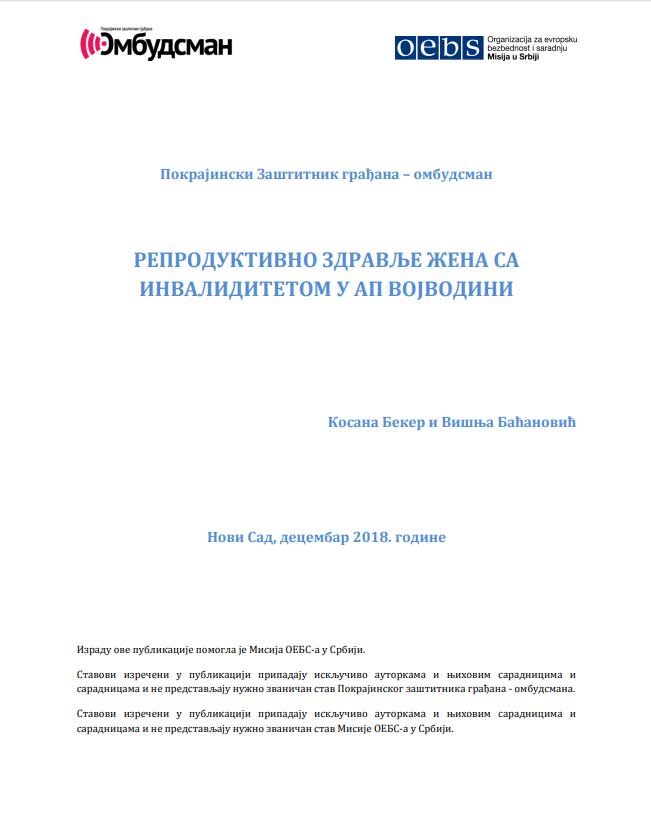 Покрајински заштитник грађана
Омбудсман
oebs
Organizacija za evropsku
bezbednost i saradnju
Misija u Srbiji
Покрајински Заштитник грађана – омбудсман
РЕПРОДУКТИВНО ЗДРАВЉЕ ЖЕНА СА
ИНВАЛИДИТЕТОМ У АП ВОЈВОДИНИ
Косана Бекер и Вишња Баћановић
Нови Сад, децембар 2018. године
Израду ове публикације помогла је Мисија ОЕБС-а у Србији.
Ставови изречени у публикацији припадају искључиво ауторкама и њиховим сарадницима и
сарадницама и не представљају нужно званичан став Покрајинског заштитника грађана - омбудсмана.
Ставови изречени у публикацији припадају искључиво ауторкама и њиховим сарадницима и
сарадницама и не представљају нужно званичан став Мисије ОЕБС-а у Србији.